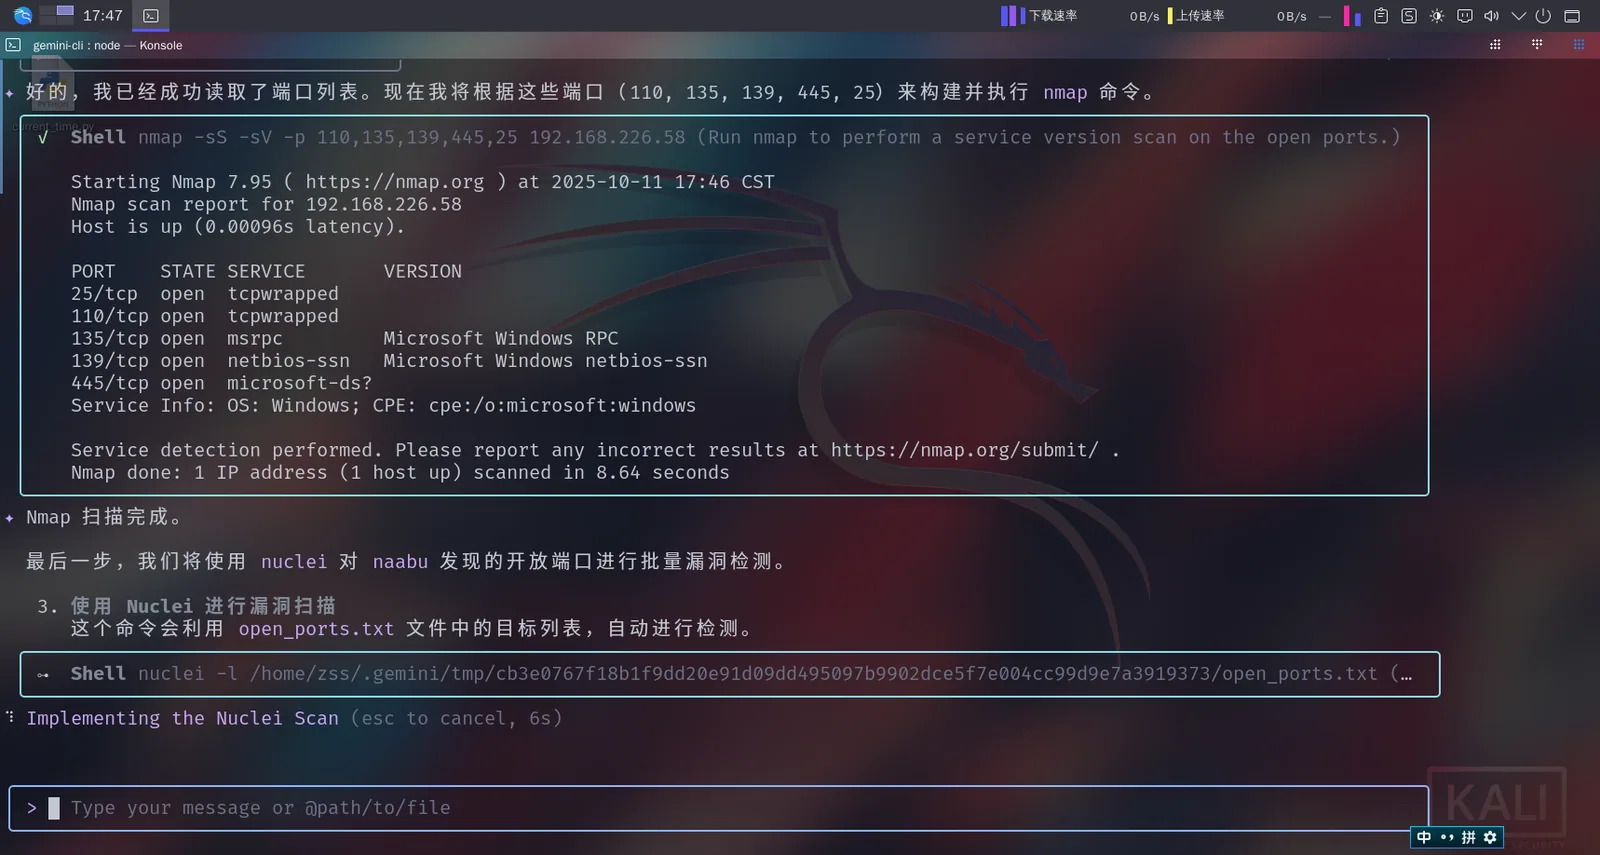 17:47
下载速率 0B/s 上传速率 0B/s
gemini-cli : node — Konsole
✦ 好的，我已经成功读取了端口列表。现在我将根据这些端口（110, 135, 139, 445, 25）来构建并执行 nmap 命令。
current_time.py
√ Shell nmap -sS -sV -p 110,135,139,445,25 192.168.226.58 (Run nmap to perform a service version scan on the open ports.)
Starting Nmap 7.95 ( https://nmap.org ) at 2025-10-11 17:46 CST
Nmap scan report for 192.168.226.58
Host is up (0.00096s latency).
PORT STATE SERVICE VERSION
25/tcp open tcpwrapped
110/tcp open tcpwrapped
135/tcp open msrpc Microsoft Windows RPC
139/tcp open netbios-ssn Microsoft Windows netbios-ssn
445/tcp open microsoft-ds?
Service Info: OS: Windows; CPE: cpe:/o:microsoft:windows
Service detection performed. Please report any incorrect results at https://nmap.org/submit/ .
Nmap done: 1 IP address (1 host up) scanned in 8.64 seconds
✦ Nmap 扫描完成。
最后一步，我们将使用 nuclei 对 naabu 发现的开放端口进行批量漏洞检测。
3. 使用 Nuclei 进行漏洞扫描
这个命令会利用 open_ports.txt 文件中的目标列表，自动进行检测。
Shell nuclei -l /home/zss/.gemini/tmp/cb3e0767f18b1f9dd20e91d09dd495097b9902dce5f7e004cc99d9e7a3919373/open_ports.txt (…
Implementing the Nuclei Scan (esc to cancel, 6s)
> Type your message or @path/to/file
KALI
中 •, 拼